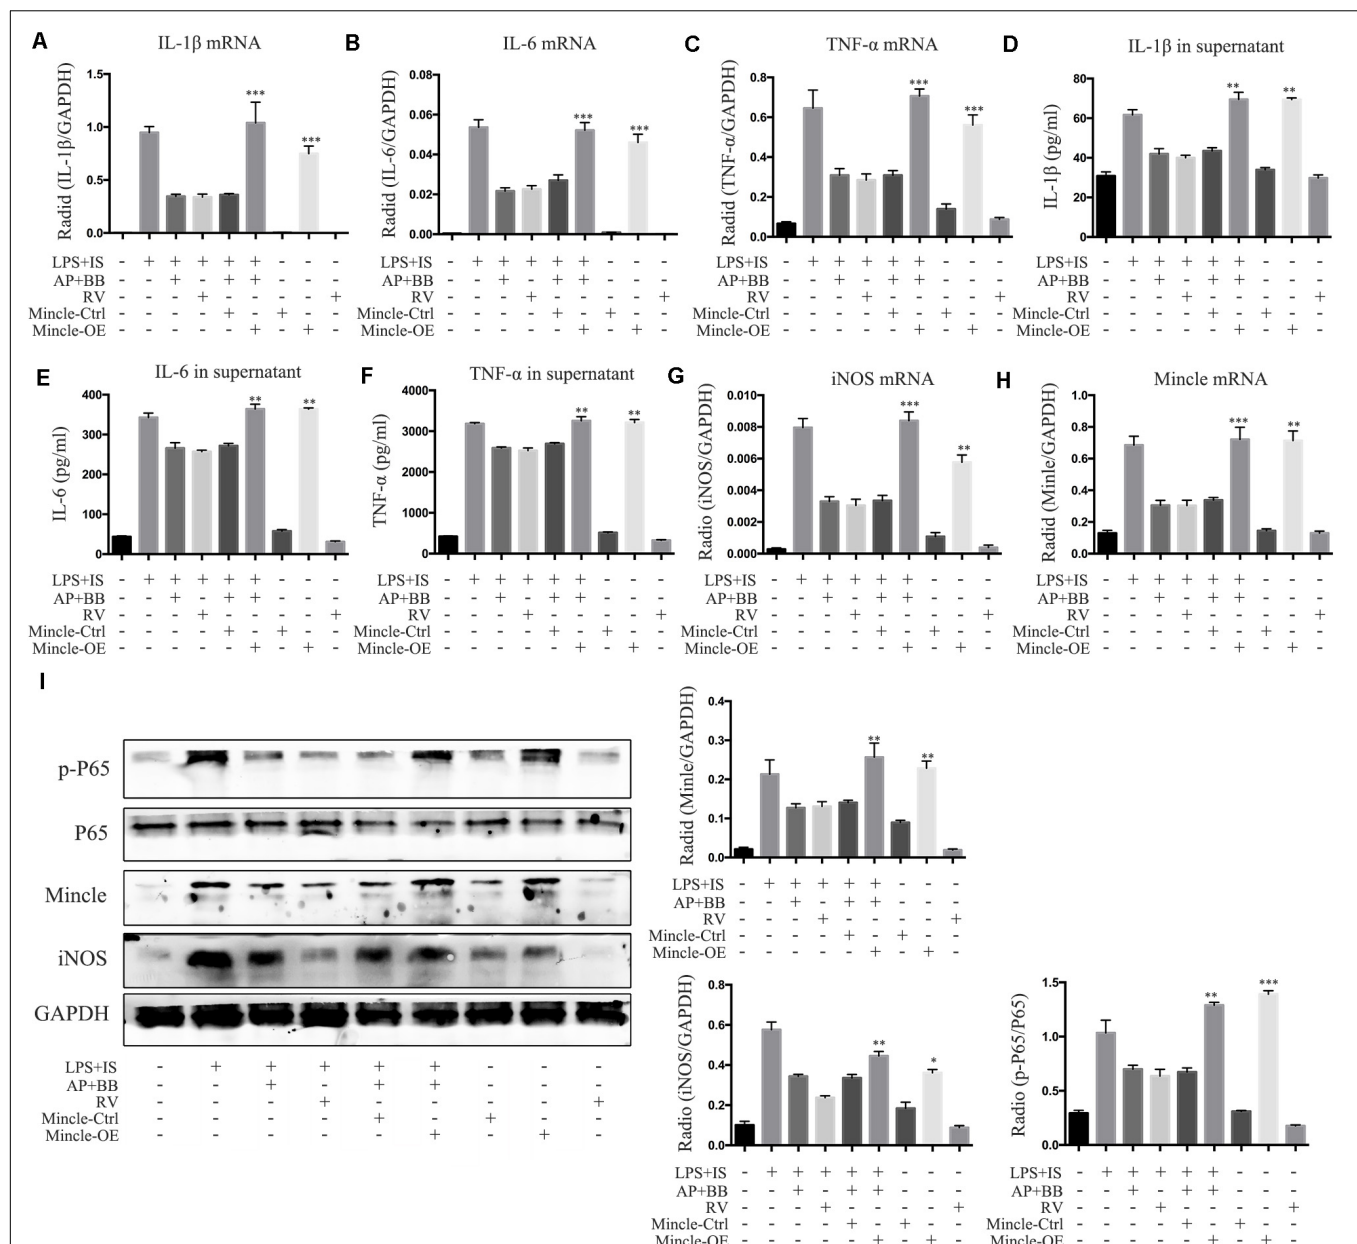 A
IL-1β mRNA
Radid (IL-1β/GAPDH)
1.5
1.0
0.5
0.0
***
***
LPS+IS - + + + + + - - -
AP+BB - - + - + + - - -
RV - - - + - - - - +
Mincle-Ctrl - - - - + - + - -
Mincle-OE - - - - - + - + -
B
IL-6 mRNA
Radid (IL-6/GAPDH)
0.08
0.06
0.04
0.02
0.00
***
***
LPS+IS - + + + + + - - -
AP+BB - - + - + + - - -
RV - - - + - - - - +
Mincle-Ctrl - - - - + - + - -
Mincle-OE - - - - - + - + -
C
TNF-α mRNA
Radid (TNF-α/GAPDH)
0.8
0.6
0.4
0.2
0.0
***
***
LPS+IS - + + + + + - - -
AP+BB - - + - + + - - -
RV - - - + - - - - +
Mincle-Ctrl - - - - + - + - -
Mincle-OE - - - - - + - + -
D
IL-1β in supernatant
IL-1β (pg/ml)
80
60
40
20
0
**
**
LPS+IS - + + + + + - - -
AP+BB - - + - + + - - -
RV - - - + - - - - +
Mincle-Ctrl - - - - + - + - -
Mincle-OE - - - - - + - + -
E
IL-6 in supernatant
IL-6 (pg/ml)
400
300
200
100
0
**
**
LPS+IS - + + + + + - - -
AP+BB - - + - + + - - -
RV - - - + - - - - +
Mincle-Ctrl - - - - + - + - -
Mincle-OE - - - - - + - + -
F
TNF-α in supernatant
TNF-α (pg/ml)
4000
3000
2000
1000
0
**
**
LPS+IS - + + + + + - - -
AP+BB - - + - + + - - -
RV - - - + - - - - +
Mincle-Ctrl - - - - + - + - -
Mincle-OE - - - - - + - + -
G
iNOS mRNA
Radio (iNOS/GAPDH)
0.010
0.008
0.006
0.004
0.002
0.000
***
**
LPS+IS - + + + + + - - -
AP+BB - - + - + + - - -
RV - - - + - - - - +
Mincle-Ctrl - - - - + - + - -
Mincle-OE - - - - - + - + -
H
Mincle mRNA
Radid (Minle/GAPDH)
1.0
0.8
0.6
0.4
0.2
0.0
***
**
LPS+IS - + + + + + - - -
AP+BB - - + - + + - - -
RV - - - + - - - - +
Mincle-Ctrl - - - - + - + - -
Mincle-OE - - - - - + - + -
I
p-P65
P65
Mincle
iNOS
GAPDH
LPS+IS - + + + + + - - -
AP+BB - - + - + + - - -
RV - - - + - - - - +
Mincle-Ctrl - - - - + - + - -
Mincle-OE - - - - - + - + -
Radid (Minle/GAPDH)
0.4
0.3
0.2
0.1
0.0
**
**
LPS+IS - + + + + + - - -
AP+BB - - + - + + - - -
RV - - - + - - - - +
Mincle-Ctrl - - - - + - + - -
Mincle-OE - - - - - + - + -
Radio (iNOS/GAPDH)
0.8
0.6
0.4
0.2
0.0
**
*
LPS+IS - + + + + + - - -
AP+BB - - + - + + - - -
RV - - - + - - - - +
Mincle-Ctrl - - - - + - + - -
Mincle-OE - - - - - + - + -
Radio (p-P65/P65)
1.5
1.0
0.5
0.0
**
***
LPS+IS - + + + + + - - -
AP+BB - - + - + + - - -
RV - - - + - - - - +
Mincle-Ctrl - - - - + - + - -
Mincle-OE - - - - - + - + -